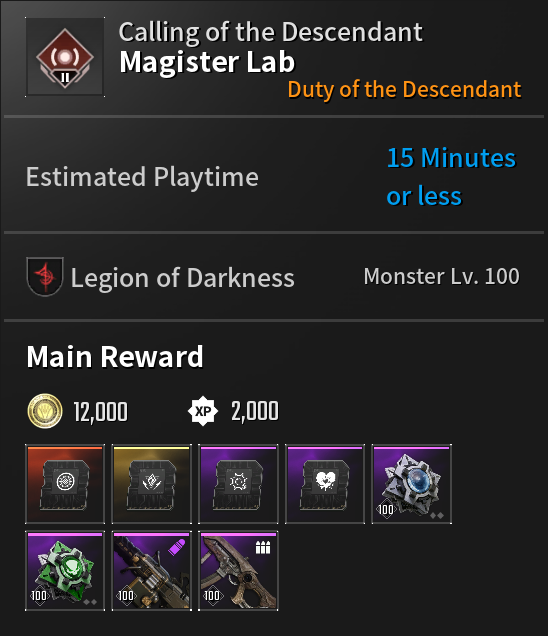 Calling of the Descendant
II
Magister Lab
Duty of the Descendant
Estimated Playtime
15 Minutes
or less
Legion of Darkness
Monster Lv. 100
Main Reward
12,000
XP
2,000
100
100
100
100